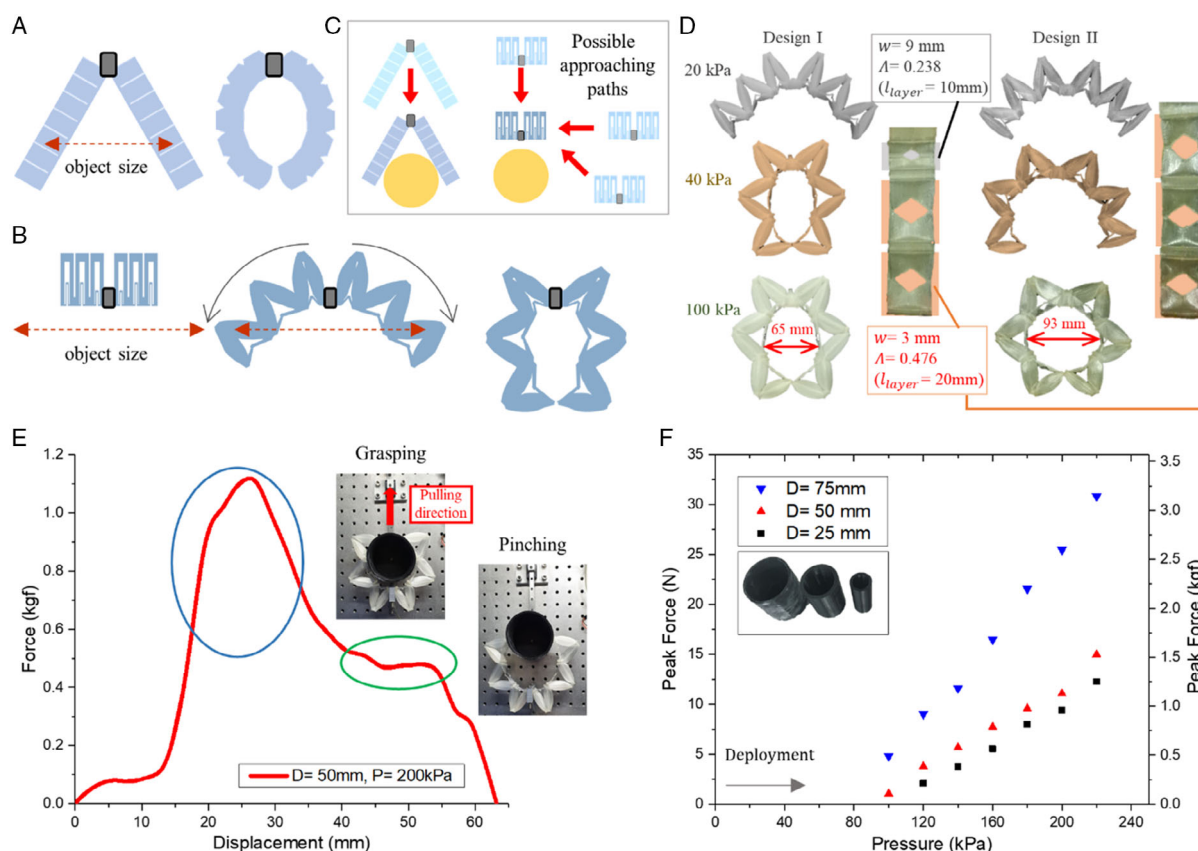 A
object size
B
object size
C
Possible
approaching
paths
D
Design I
Design II
20 kPa
40 kPa
100 kPa
w= 9 mm
Λ= 0.238
(l_layer = 10mm)
65 mm
w= 3 mm
Λ= 0.476
(l_layer = 20mm)
93 mm
E
Force (kgf)
1.2
1.0
0.8
0.6
0.4
0.2
0.0
0
10
20
30
40
50
60
Displacement (mm)
Grasping
Pulling
direction
Pinching
D= 50mm, P= 200kPa
F
Peak Force (N)
35
30
25
20
15
10
5
0
D= 75mm
D= 50 mm
D= 25 mm
Deployment
0
40
80
120
160
200
240
Pressure (kPa)
3.5
3.0
2.5
2.0
1.5
1.0
0.5
0.0
Peak Force (kgf)